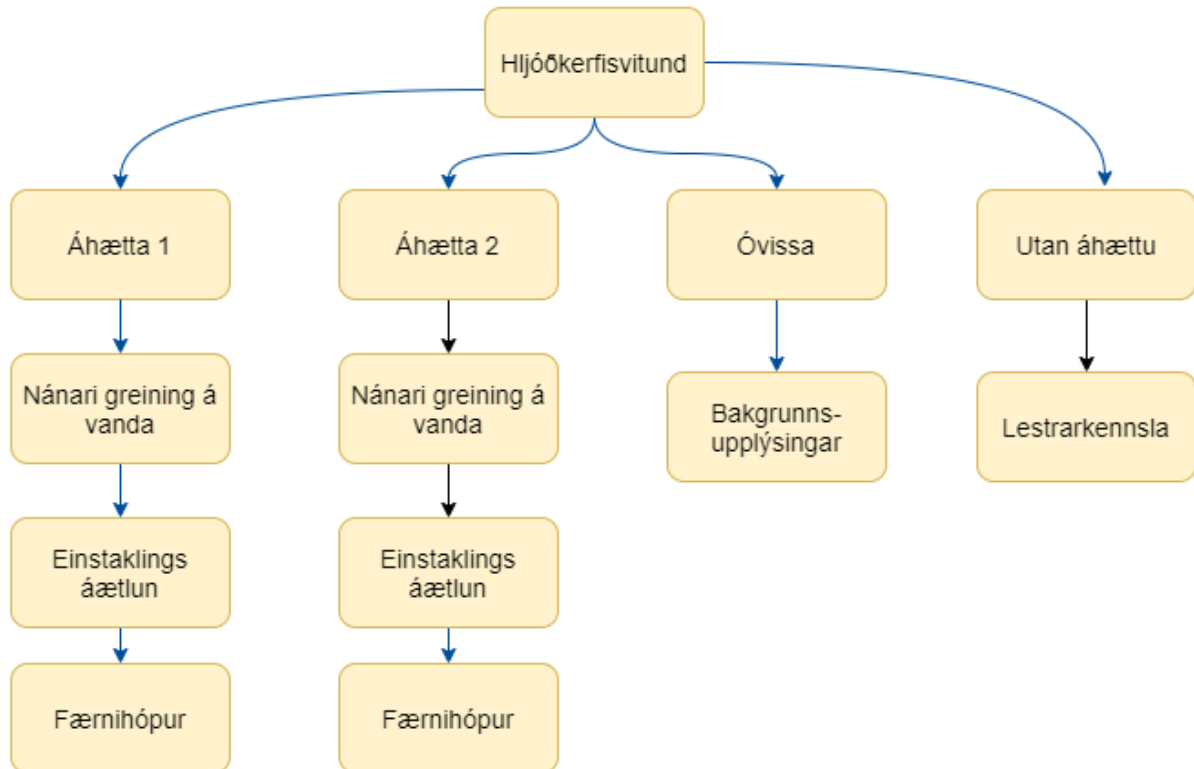 Hljóðkerfisvitund
Áhætta 1
Áhætta 2
Óvissa
Utan áhættu
Nánari greining á
vanda
Nánari greining á
vanda
Bakgrunns-
upplýsingar
Lestrarkennsla
Einstaklings
áætlun
Einstaklings
áætlun
Færnihópur
Færnihópur